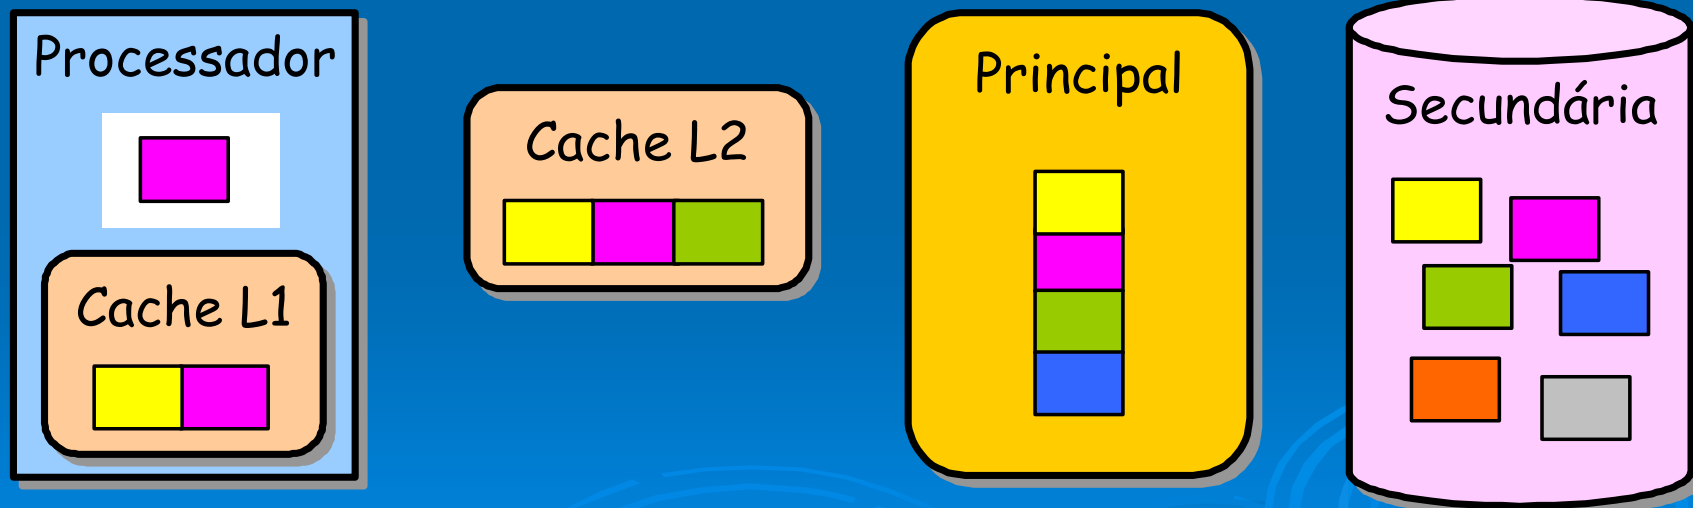 Processador
Cache L1
Cache L2
Principal
Secundária